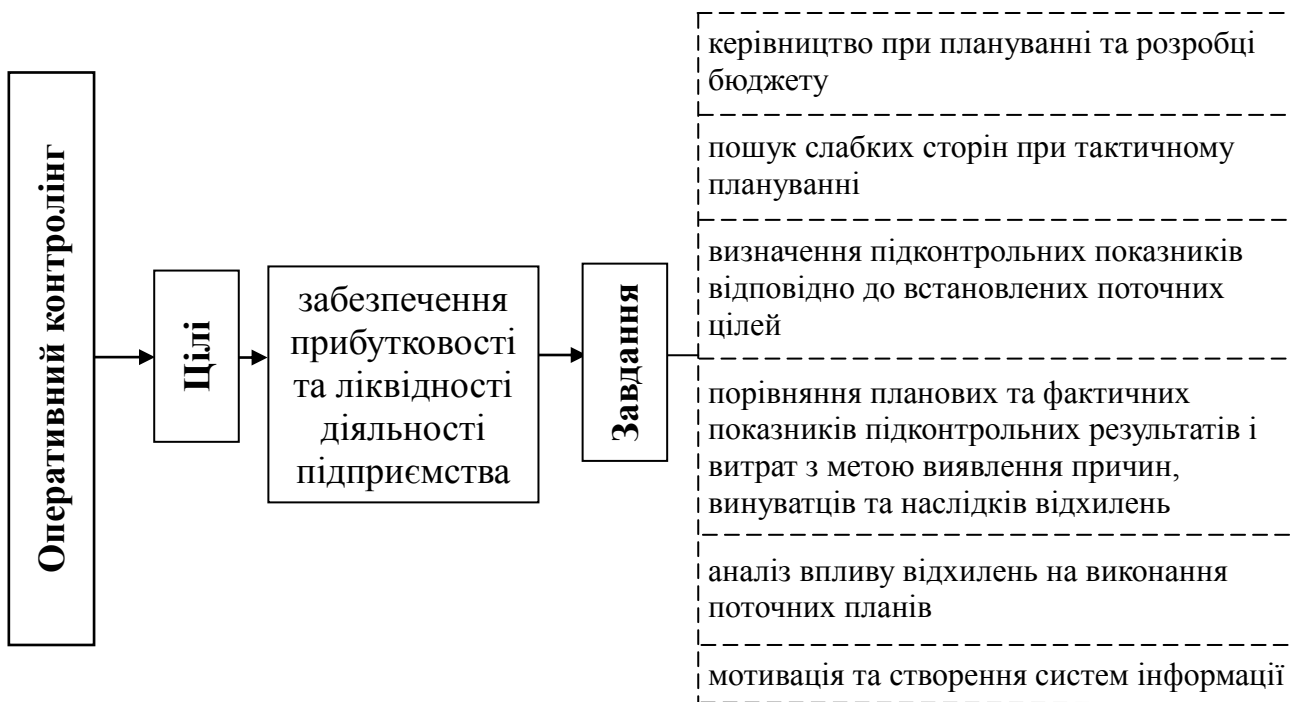 Оперативний контролінг
Цілі
забезпечення
прибутковості
та ліквідності
діяльності
підприємства
Завдання
керівництво при плануванні та розробці
бюджету
пошук слабких сторін при тактичному
плануванні
визначення підконтрольних показників
відповідно до встановлених поточних
цілей
порівняння планових та фактичних
показників підконтрольних результатів і
витрат з метою виявлення причин,
винуватців та наслідків відхилень
аналіз впливу відхилень на виконання
поточних планів
мотивація та створення систем інформації